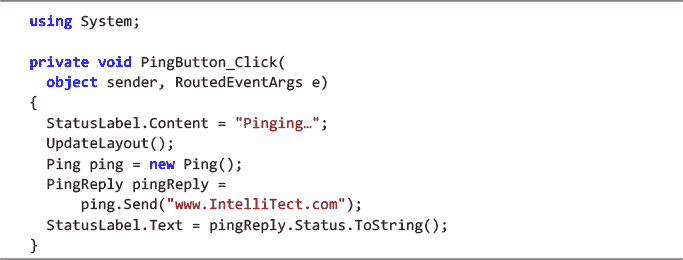 using System;
private void PingButton_Click(
object sender, RoutedEventArgs e)
{
StatusLabel.Content = "Pinging…";
UpdateLayout();
Ping ping = new Ping();
PingReply pingReply =
ping.Send("www.IntelliTect.com");
StatusLabel.Text = pingReply.Status.ToString();
}